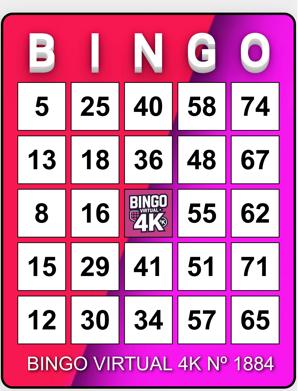 B I N G O
5 25 40 58 74
13 18 36 48 67
8 16 BINGO VIRTUAL 4K 55 62
15 29 41 51 71
12 30 34 57 65
BINGO VIRTUAL 4K Nº 1884